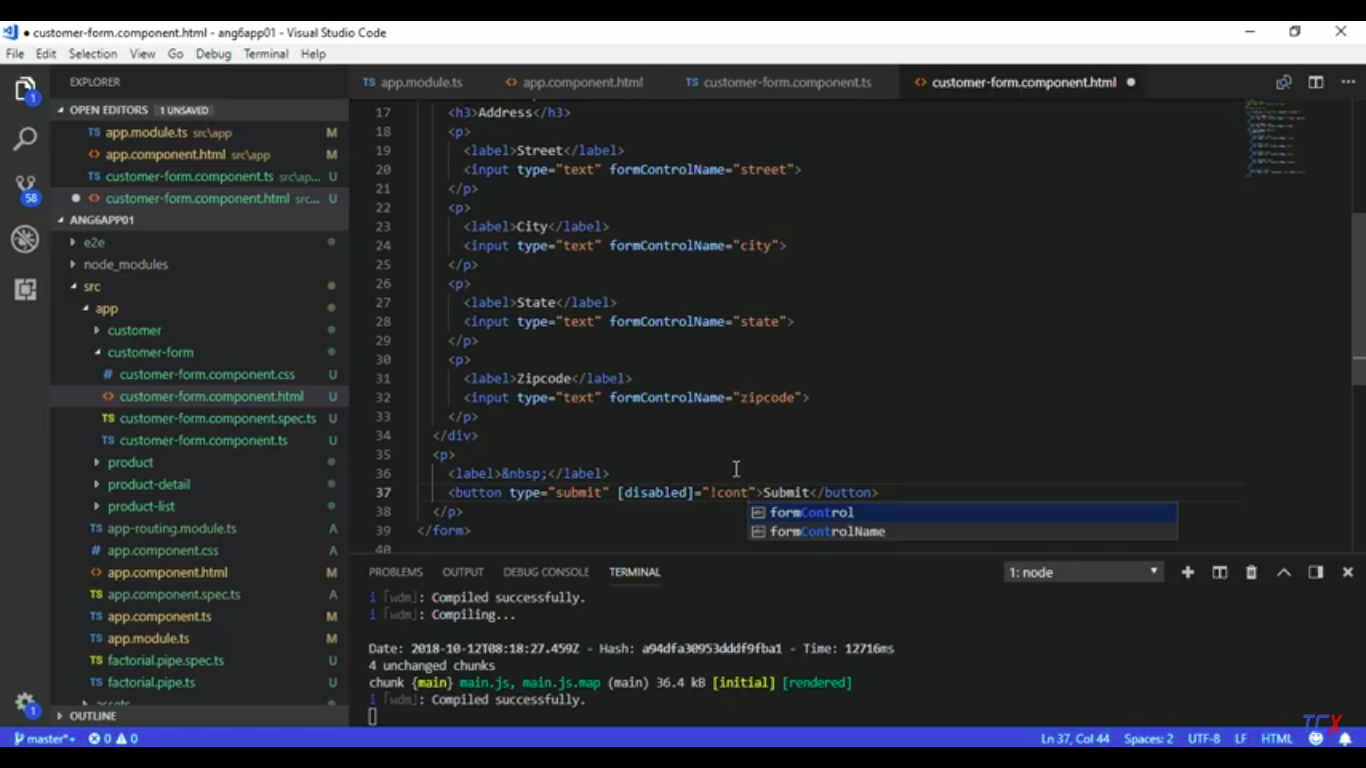 ● customer-form.component.html - ang6app01 - Visual Studio Code
File Edit Selection View Go Debug Terminal Help
EXPLORER
OPEN EDITORS 1 UNSAVED
TS app.module.ts src\app M
<> app.component.html src\app M
TS customer-form.component.ts src\ap... U
● <> customer-form.component.html src... U
ANG6APP01
e2e
node_modules
src
app
customer
customer-form
# customer-form.component.css U
<> customer-form.component.html U
TS customer-form.component.spec.ts U
TS customer-form.component.ts U
product
product-detail
product-list
TS app-routing.module.ts A
# app.component.css A
<> app.component.html M
TS app.component.spec.ts A
TS app.component.ts M
TS app.module.ts M
TS factorial.pipe.spec.ts U
TS factorial.pipe.ts U
OUTLINE
1
58
1
TS app.module.ts <> app.component.html TS customer-form.component.ts <> customer-form.component.html ●
17 <h3>Address</h3>
18 <p>
19 <label>Street</label>
20 <input type="text" formControlName="street">
21 </p>
22 <p>
23 <label>City</label>
24 <input type="text" formControlName="city">
25 </p>
26 <p>
27 <label>State</label>
28 <input type="text" formControlName="state">
29 </p>
30 <p>
31 <label>Zipcode</label>
32 <input type="text" formControlName="zipcode">
33 </p>
34 </div>
35 <p>
36 <label>&nbsp;</label>
37 <button type="submit" [disabled]="!cont">Submit</button>
38 </p>
39 </form>
40
formControl
formControlName
PROBLEMS OUTPUT DEBUG CONSOLE TERMINAL 1: node
i ｢wdm｣: Compiled successfully.
i ｢wdm｣: Compiling...
Date: 2018-10-12T08:18:27.459Z - Hash: a94dfa30953dddf9fba1 - Time: 12716ms
4 unchanged chunks
chunk {main} main.js, main.js.map (main) 36.4 kB [initial] [rendered]
i ｢wdm｣: Compiled successfully.
TCX
master*+ 0 0 Ln 37, Col 44 Spaces: 2 UTF-8 LF HTML